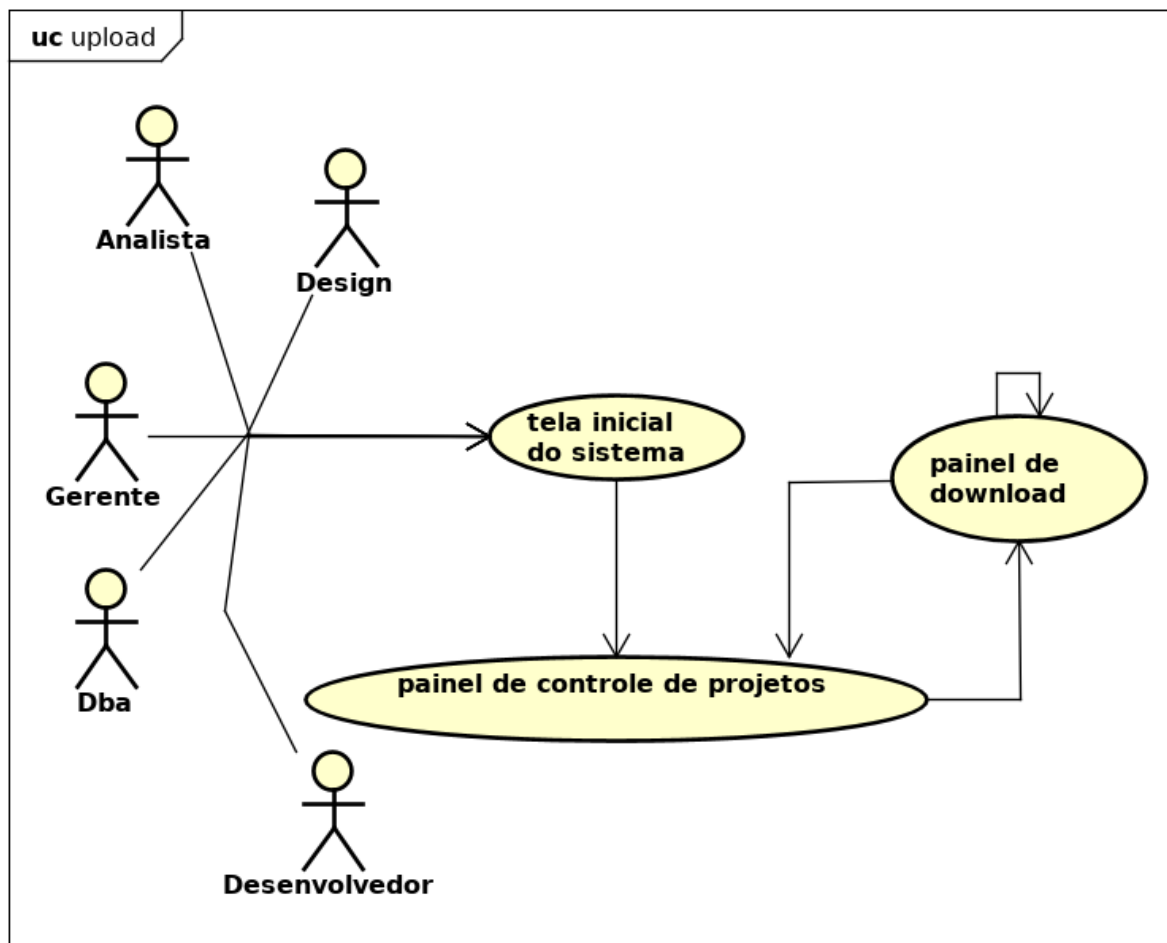 uc upload
Analista
Design
Gerente
tela inicial
do sistema
painel de
download
Dba
painel de controle de projetos
Desenvolvedor